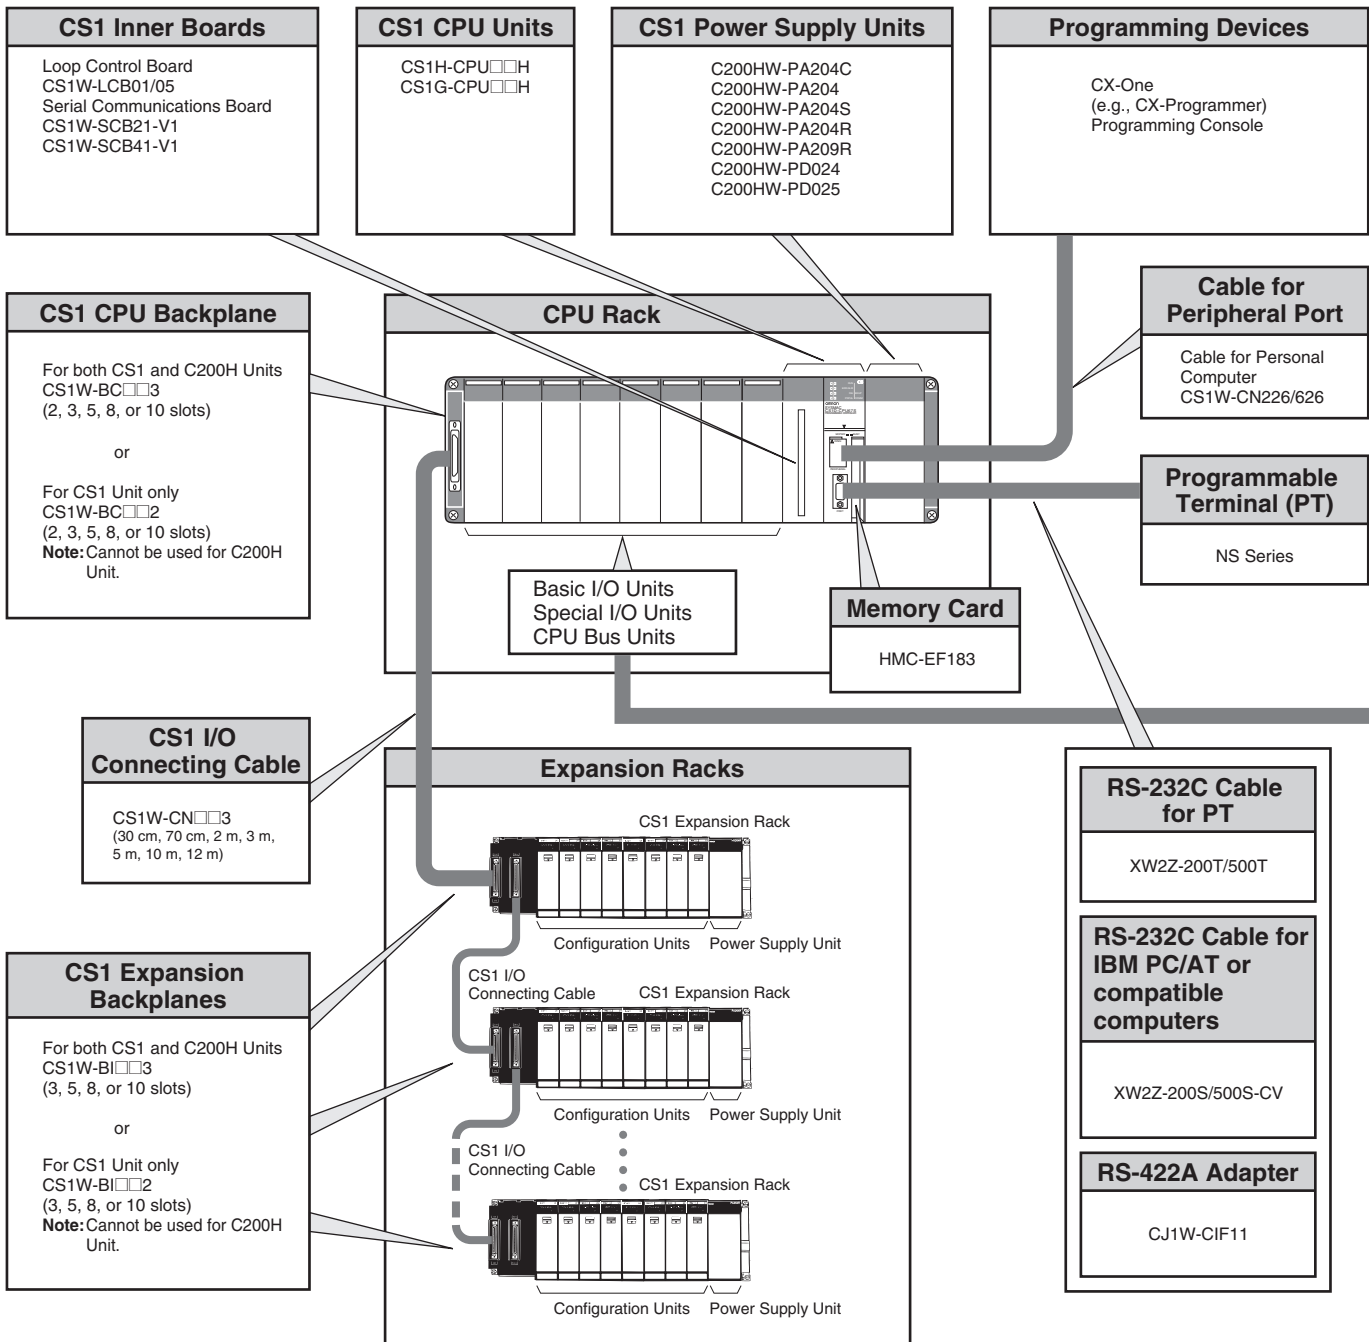 CS1 Inner Boards
Loop Control Board
CS1W-LCB01/05
Serial Communications Board
CS1W-SCB21-V1
CS1W-SCB41-V1
CS1 CPU Units
CS1H-CPU□□H
CS1G-CPU□□H
CS1 Power Supply Units
C200HW-PA204C
C200HW-PA204
C200HW-PA204S
C200HW-PA204R
C200HW-PA209R
C200HW-PD024
C200HW-PD025
Programming Devices
CX-One
(e.g., CX-Programmer)
Programming Console
CS1 CPU Backplane
For both CS1 and C200H Units
CS1W-BC□□3
(2, 3, 5, 8, or 10 slots)
or
For CS1 Unit only
CS1W-BC□□2
(2, 3, 5, 8, or 10 slots)
Note: Cannot be used for C200H
Unit.
CPU Rack
Cable for
Peripheral Port
Cable for Personal
Computer
CS1W-CN226/626
Programmable
Terminal (PT)
NS Series
Basic I/O Units
Special I/O Units
CPU Bus Units
Memory Card
HMC-EF183
CS1 I/O
Connecting Cable
CS1W-CN□□3
(30 cm, 70 cm, 2 m, 3 m,
5 m, 10 m, 12 m)
Expansion Racks
CS1 Expansion Rack
Configuration Units Power Supply Unit
CS1 I/O
Connecting Cable
CS1 Expansion Rack
Configuration Units Power Supply Unit
CS1 I/O
Connecting Cable
CS1 Expansion Rack
Configuration Units Power Supply Unit
CS1 Expansion
Backplanes
For both CS1 and C200H Units
CS1W-BI□□3
(3, 5, 8, or 10 slots)
or
For CS1 Unit only
CS1W-BI□□2
(3, 5, 8, or 10 slots)
Note: Cannot be used for C200H
Unit.
RS-232C Cable
for PT
XW2Z-200T/500T
RS-232C Cable for
IBM PC/AT or
compatible
computers
XW2Z-200S/500S-CV
RS-422A Adapter
CJ1W-CIF11